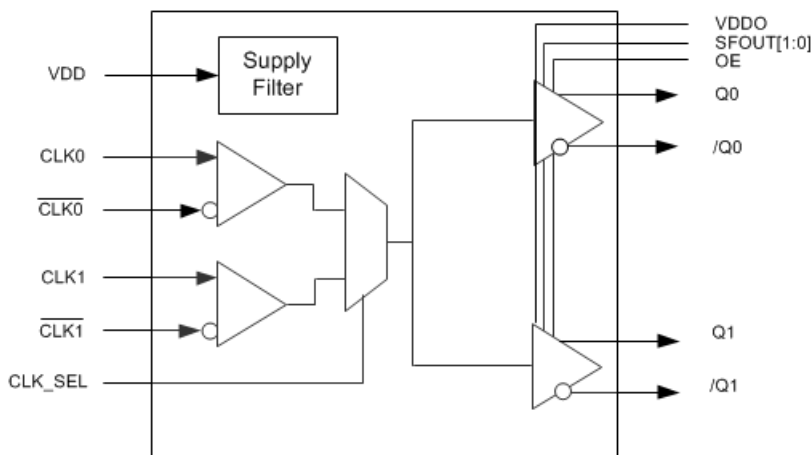 VDDO
SFOUT[1:0]
OE
VDD
Supply
Filter
Q0
CLK0
/Q0
CLK0
CLK1
CLK1
Q1
CLK_SEL
/Q1